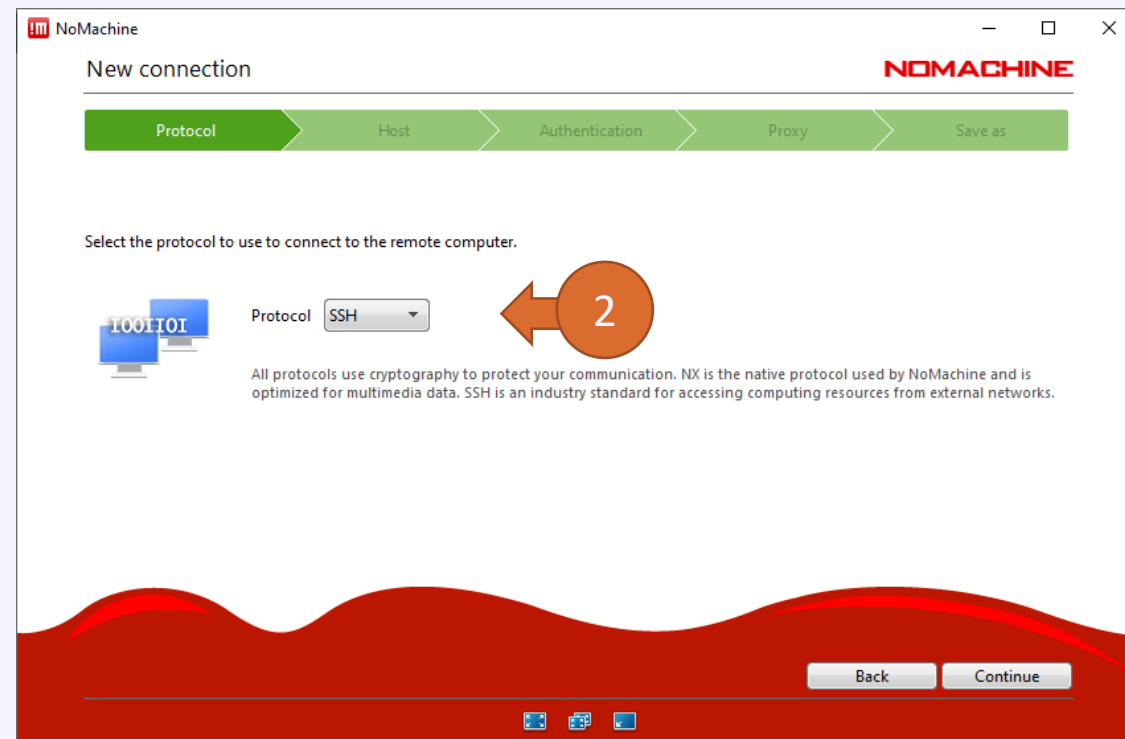 NoMachine
New connection
NOMACHINE
Protocol Host Authentication Proxy Save as
Select the protocol to use to connect to the remote computer.
I00II0I
Protocol SSH
2
All protocols use cryptography to protect your communication. NX is the native protocol used by NoMachine and is
optimized for multimedia data. SSH is an industry standard for accessing computing resources from external networks.
Back Continue